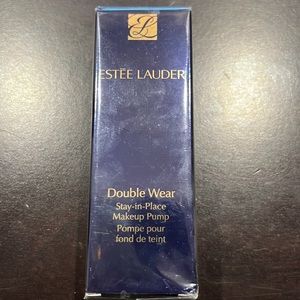 ESTĒE LAUDER
Double Wear
Stay-in-Place
Makeup Pump
Pompe pour
fond de teint